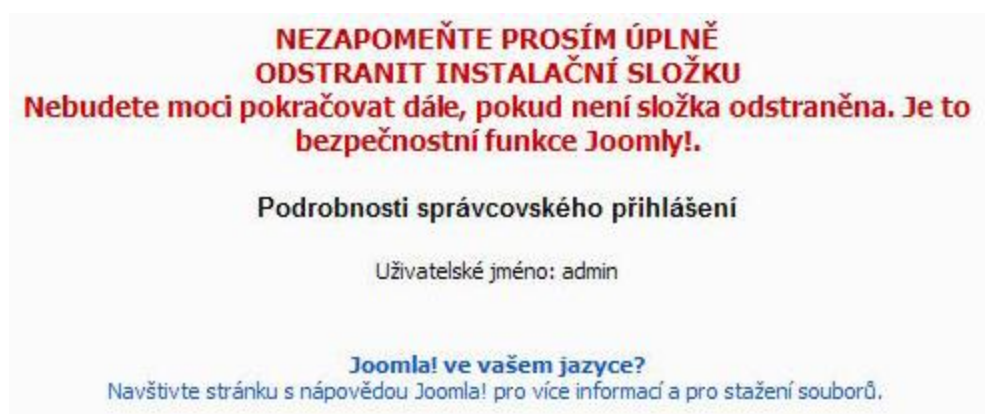 NEZAPOMEŇTE PROSÍM ÚPLNĚ
ODSTRANIT INSTALAČNÍ SLOŽKU
Nebudete moci pokračovat dále, pokud není složka odstraněna. Je to
bezpečnostní funkce Joomly!.
Podrobnosti správcovského přihlášení
Uživatelské jméno: admin
Joomla! ve vašem jazyce?
Navštivte stránku s nápovědou Joomla! pro více informací a pro stažení souborů.